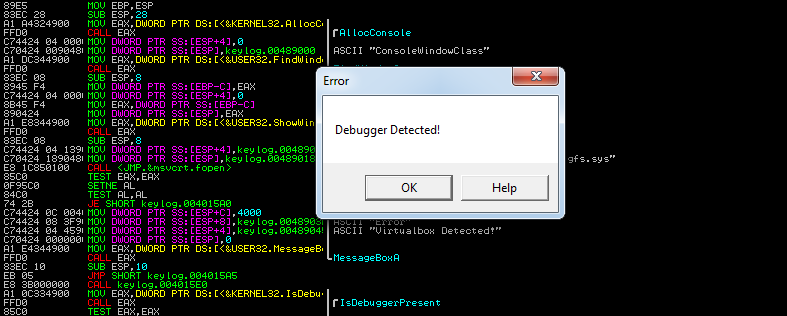 89E5 MOV EBP,ESP
83EC 28 SUB ESP,28
A1 A4324900 MOV EAX,DWORD PTR DS:[<&KERNEL32.AllocCo
FFD0 CALL EAX AllocConsole
C74424 04 0000 MOV DWORD PTR SS:[ESP+4],0
C70424 0090480 MOV DWORD PTR SS:[ESP],keylog.00489000 ASCII "ConsoleWindowClass"
A1 DC344900 MOV EAX,DWORD PTR DS:[<&USER32.FindWindo
FFD0 CALL EAX
83EC 08 SUB ESP,8
8945 F4 MOV DWORD PTR SS:[EBP-C],EAX
C74424 04 0000 MOV DWORD PTR SS:[ESP+4],0
8B45 F4 MOV EAX,DWORD PTR SS:[EBP-C]
890424 MOV DWORD PTR SS:[ESP],EAX
A1 E8344900 MOV EAX,DWORD PTR DS:[<&USER32.ShowWin
FFD0 CALL EAX
83EC 08 SUB ESP,8
C74424 04 1390 MOV DWORD PTR SS:[ESP+4],keylog.004890
C70424 1890480 MOV DWORD PTR SS:[ESP],keylog.00489018 gfs.sys"
E8 1C850100 CALL <JMP.&msvcrt.fopen>
85C0 TEST EAX,EAX
0F95C0 SETNE AL
84C0 TEST AL,AL
74 2B JE SHORT keylog.004015A0
C74424 0C 0040 MOV DWORD PTR SS:[ESP+C],4000
C74424 08 3F90 MOV DWORD PTR SS:[ESP+8],keylog.004890 ASCII "Error"
C74424 04 4590 MOV DWORD PTR SS:[ESP+4],keylog.004890 ASCII "Virtualbox Detected!"
C70424 0000000 MOV DWORD PTR SS:[ESP],0
A1 E4344900 MOV EAX,DWORD PTR DS:[<&USER32.MessageBo
FFD0 CALL EAX MessageBoxA
83EC 10 SUB ESP,10
EB 05 JMP SHORT keylog.004015A5
E8 3B000000 CALL keylog.004015E0
A1 0C334900 MOV EAX,DWORD PTR DS:[<&KERNEL32.IsDebu
FFD0 CALL EAX IsDebuggerPresent
85C0 TEST EAX,EAX
Error
Debugger Detected!
OK
Help